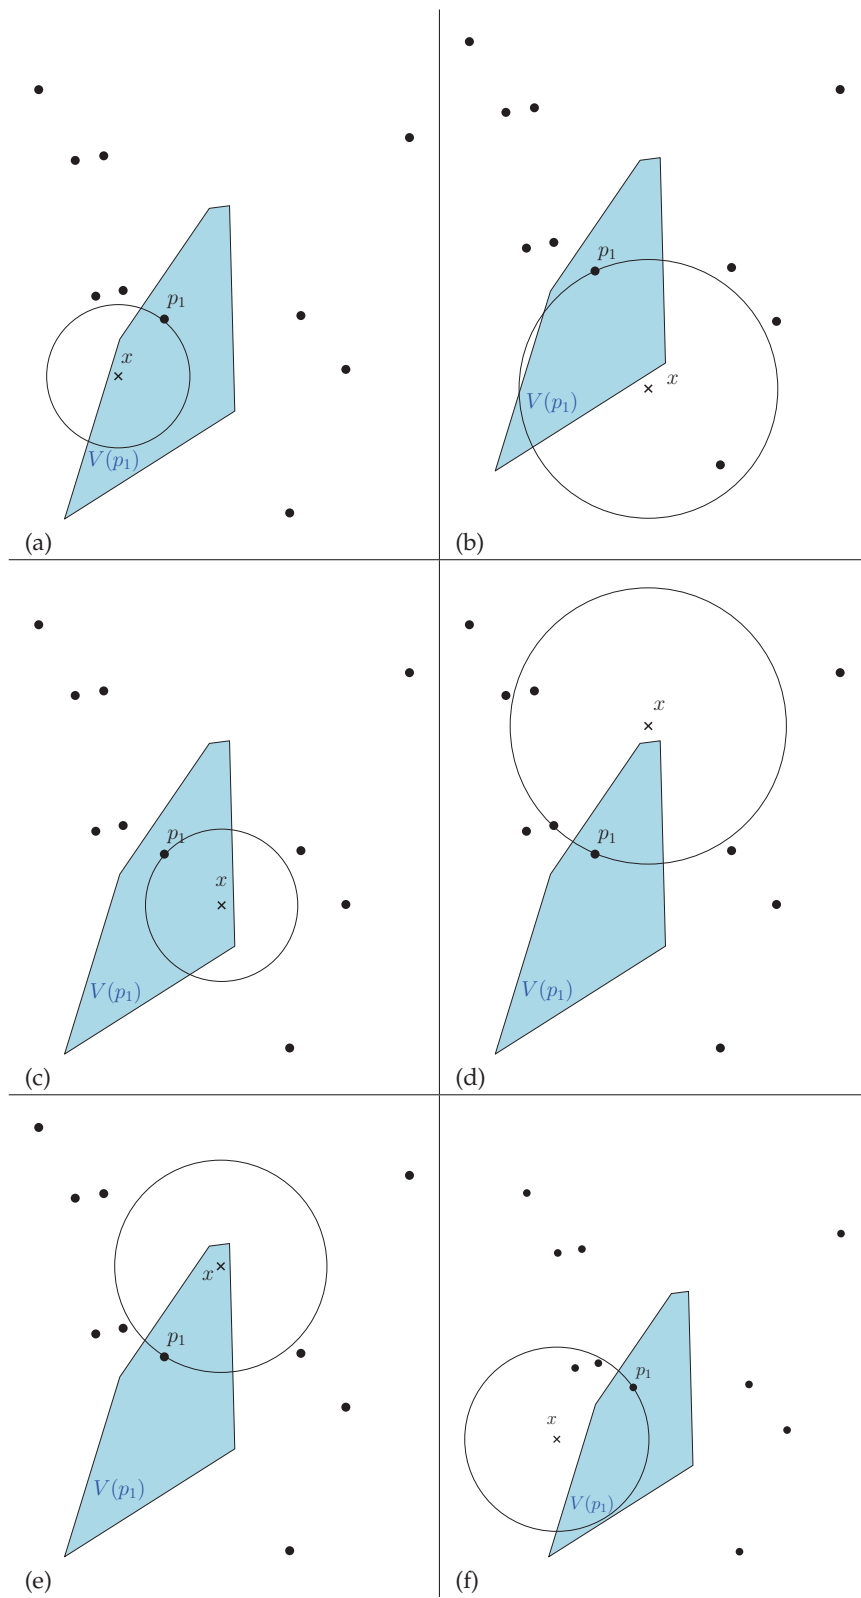 p₁
x
V(p₁)
(a)
p₁
x
V(p₁)
(b)
p₁
x
V(p₁)
(c)
x
p₁
V(p₁)
(d)
x
p₁
V(p₁)
(e)
p₁
x
V(p₁)
(f)